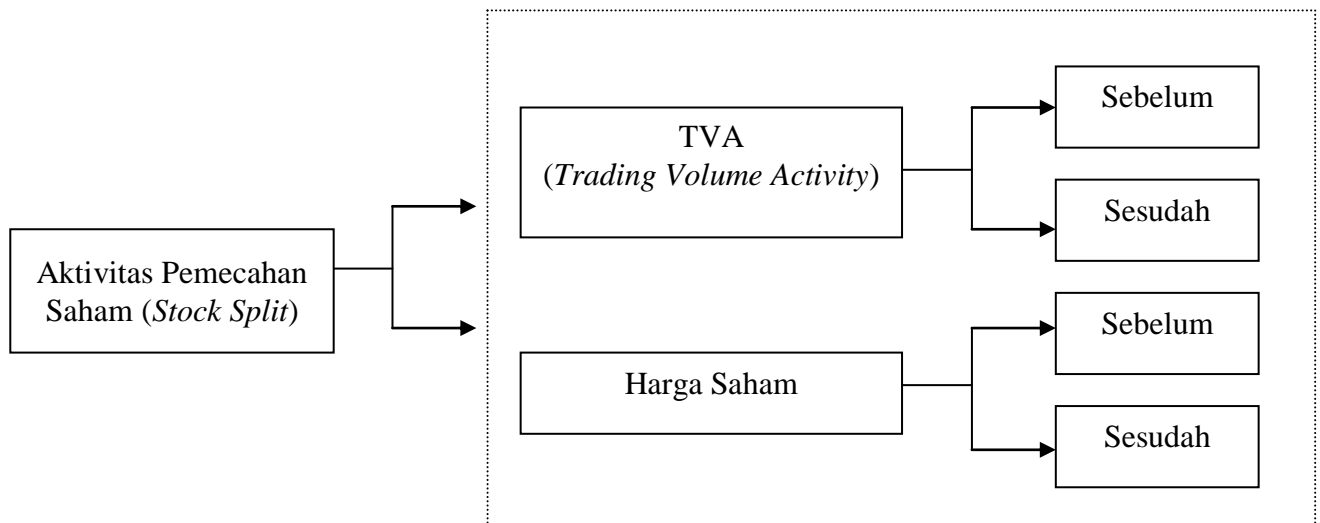 Aktivitas Pemecahan
Saham (Stock Split)
TVA
(Trading Volume Activity)
Sebelum
Sesudah
Harga Saham
Sebelum
Sesudah